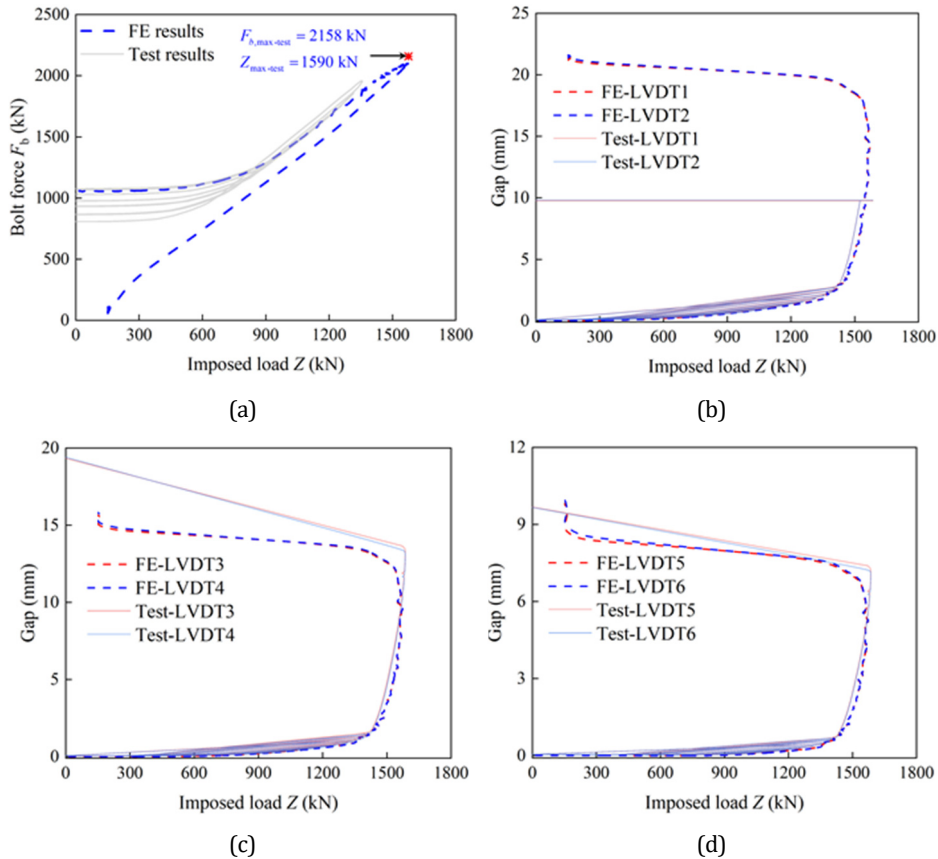 2500
2000
1500
1000
500
0
Bolt force Fb (kN)
FE results
Test results
Fb,max-test = 2158 kN
Zmax-test = 1590 kN
0 300 600 900 1200 1500 1800
Imposed load Z (kN)
(a)
25
20
15
10
5
0
Gap (mm)
FE-LVDT1
FE-LVDT2
Test-LVDT1
Test-LVDT2
0 300 600 900 1200 1500 1800
Imposed load Z (kN)
(b)
20
15
10
5
0
Gap (mm)
FE-LVDT3
FE-LVDT4
Test-LVDT3
Test-LVDT4
0 300 600 900 1200 1500 1800
Imposed load Z (kN)
(c)
12
9
6
3
0
Gap (mm)
FE-LVDT5
FE-LVDT6
Test-LVDT5
Test-LVDT6
0 300 600 900 1200 1500 1800
Imposed load Z (kN)
(d)